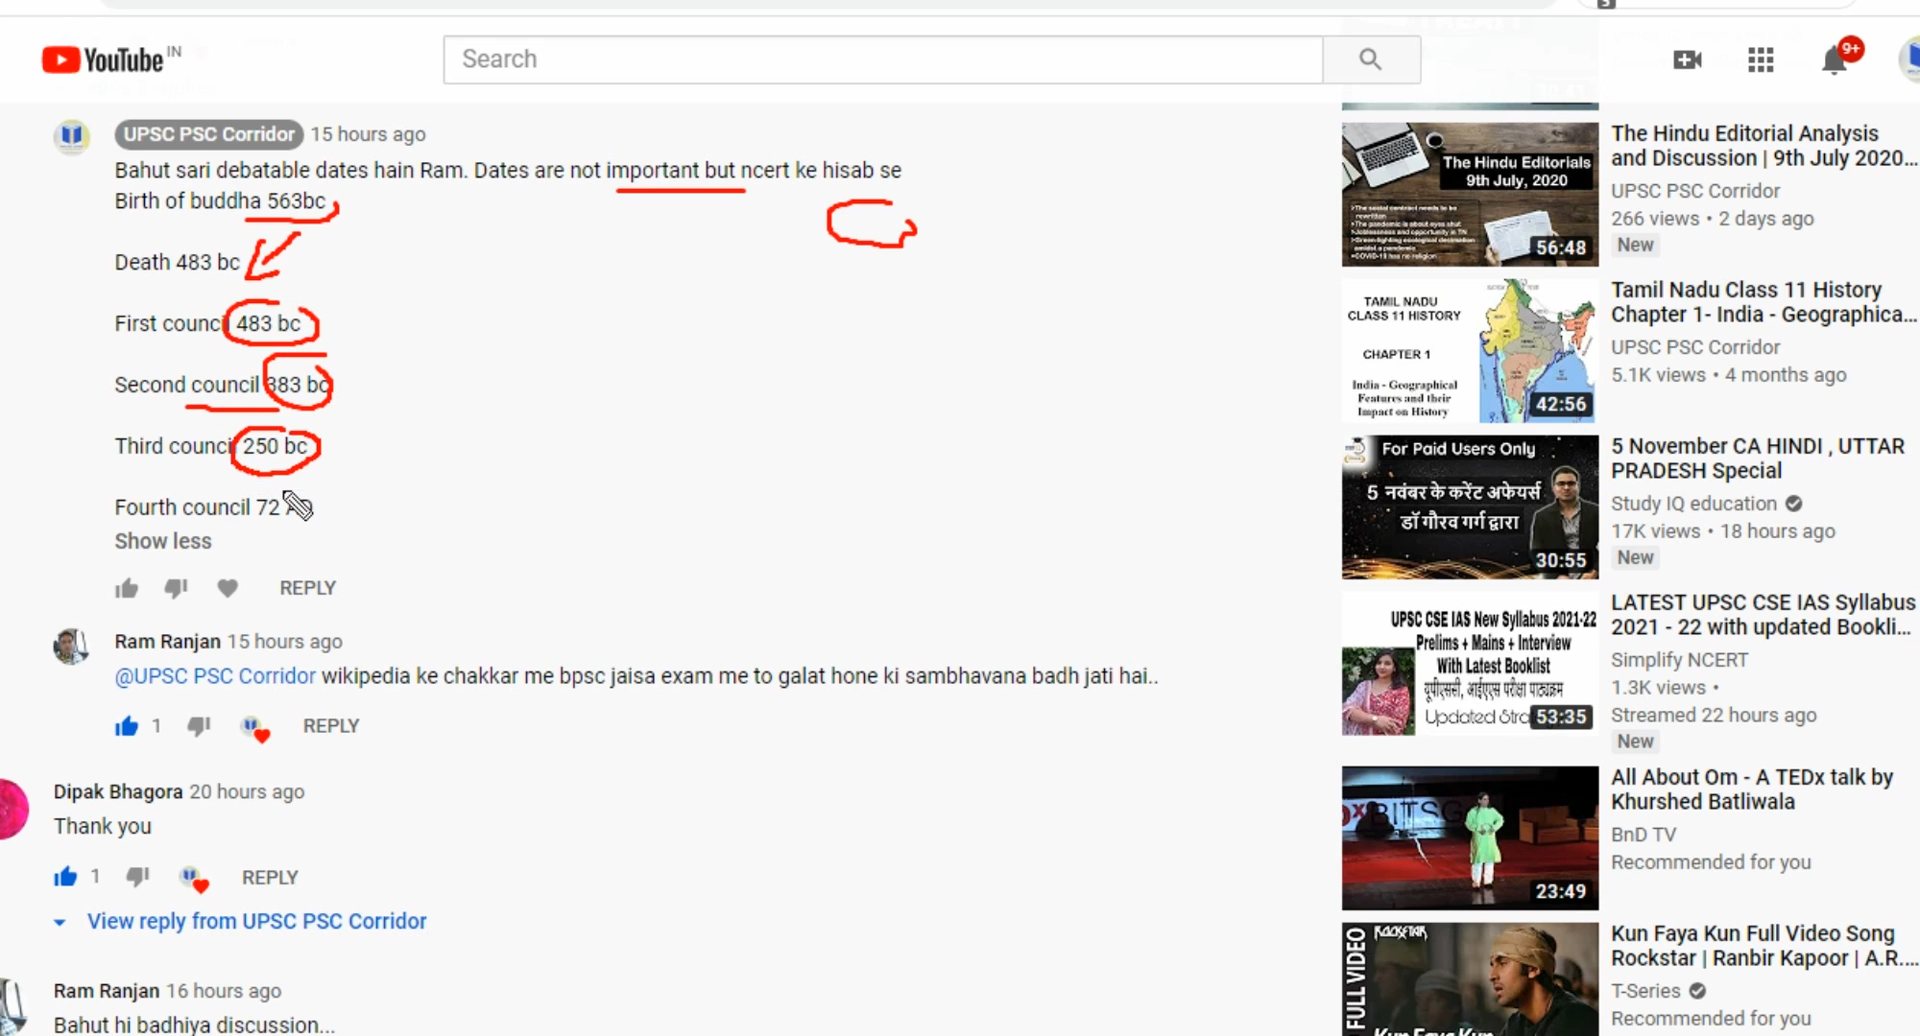 YouTube IN
Search
9+
UPSC PSC Corridor 15 hours ago
Bahut sari debatable dates hain Ram. Dates are not important but ncert ke hisab se
Birth of buddha 563bc
Death 483 bc
First council 483 bc
Second council 383 bc
Third council 250 bc
Fourth council 72
Show less
REPLY
Ram Ranjan 15 hours ago
@UPSC PSC Corridor wikipedia ke chakkar me bpsc jaisa exam me to galat hone ki sambhavana badh jati hai..
1 REPLY
Dipak Bhagora 20 hours ago
Thank you
1 REPLY
View reply from UPSC PSC Corridor
Ram Ranjan 16 hours ago
Bahut hi badhiya discussion...
The Hindu Editorials
9th July, 2020
56:48
The Hindu Editorial Analysis
and Discussion | 9th July 2020...
UPSC PSC Corridor
266 views • 2 days ago
New
TAMIL NADU
CLASS 11 HISTORY
CHAPTER 1
India - Geographical
Features and their
Impact on History
42:56
Tamil Nadu Class 11 History
Chapter 1- India - Geographica...
UPSC PSC Corridor
5.1K views • 4 months ago
For Paid Users Only
5 नवंबर के करेंट अफेयर्स
डॉ गौरव गर्ग द्वारा
30:55
5 November CA HINDI , UTTAR
PRADESH Special
Study IQ education
17K views • 18 hours ago
New
UPSC CSE IAS New Syllabus 2021-22
Prelims + Mains + Interview
With Latest Booklist
यूपीएससी, आईएएस परीक्षा पाठ्यक्रम
Updated
53:35
LATEST UPSC CSE IAS Syllabus
2021 - 22 with updated Bookli...
Simplify NCERT
1.3K views •
Streamed 22 hours ago
New
23:49
All About Om - A TEDx talk by
Khurshed Batliwala
BnD TV
Recommended for you
FULL VIDEO
ROCKSTAR
Kun Faya Kun
Kun Faya Kun Full Video Song
Rockstar | Ranbir Kapoor | A.R....
T-Series
Recommended for you